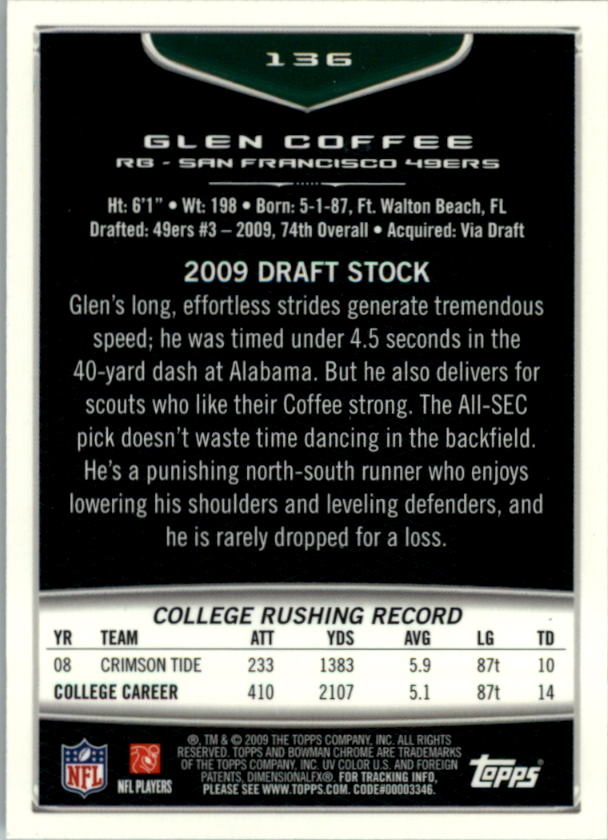 136
GLEN COFFEE
RB - SAN FRANCISCO 49ERS
Ht: 6'1" • Wt: 198 • Born: 5-1-87, Ft. Walton Beach, FL
Drafted: 49ers #3 – 2009, 74th Overall • Acquired: Via Draft
2009 DRAFT STOCK
Glen's long, effortless strides generate tremendous
speed; he was timed under 4.5 seconds in the
40-yard dash at Alabama. But he also delivers for
scouts who like their Coffee strong. The All-SEC
pick doesn't waste time dancing in the backfield.
He's a punishing north-south runner who enjoys
lowering his shoulders and leveling defenders, and
he is rarely dropped for a loss.
COLLEGE RUSHING RECORD
YR TEAM ATT YDS AVG LG TD
08 CRIMSON TIDE 233 1383 5.9 87t 10
COLLEGE CAREER 410 2107 5.1 87t 14
®, TM & © 2009 THE TOPPS COMPANY, INC. ALL RIGHTS
RESERVED. TOPPS AND BOWMAN CHROME ARE TRADEMARKS
OF THE TOPPS COMPANY, INC. UV COLOR U.S. AND FOREIGN
PATENTS, DIMENSIONALFX®. FOR TRACKING INFO,
PLEASE SEE WWW.TOPPS.COM. CODE#00003346.
NFL
NFL PLAYERS
topps®